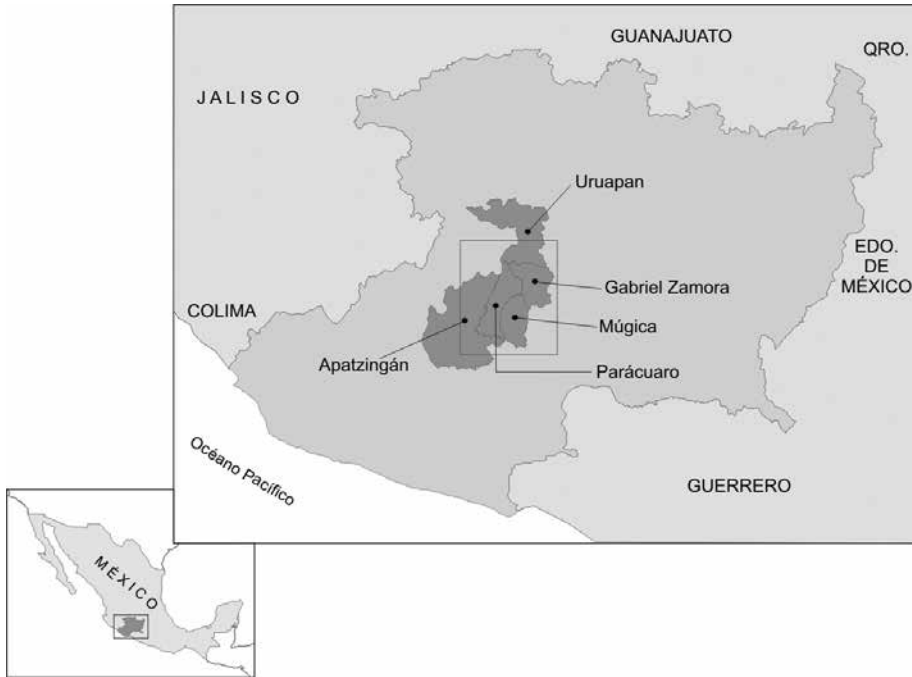 GUANAJUATO
QRO.
JALISCO
Uruapan
EDO.
DE
MÉXICO
Gabriel Zamora
COLIMA
Múgica
Apatzingán
Parácuaro
Océano Pacífico
GUERRERO
MÉXICO